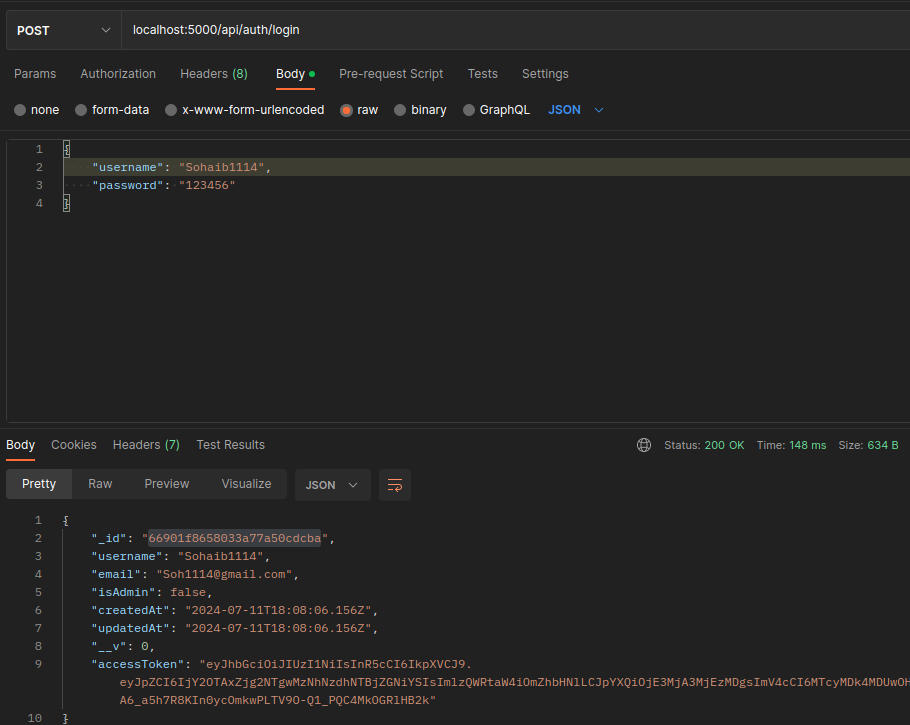 POST localhost:5000/api/auth/login
Params Authorization Headers (8) Body Pre-request Script Tests Settings
none form-data x-www-form-urlencoded raw binary GraphQL JSON
1 {
2 "username": "Sohaib1114",
3 "password": "123456"
4 }
Body Cookies Headers (7) Test Results Status: 200 OK Time: 148 ms Size: 634 B
Pretty Raw Preview Visualize JSON
1 {
2 "_id": "66901f8658033a77a50cdcba",
3 "username": "Sohaib1114",
4 "email": "Soh1114@gmail.com",
5 "isAdmin": false,
6 "createdAt": "2024-07-11T18:08:06.156Z",
7 "updatedAt": "2024-07-11T18:08:06.156Z",
8 "__v": 0,
9 "accessToken": "eyJhbGciOiJIUzI1NiIsInR5cCI6IkpXVCJ9.
eyJpZCI6IjY2OTAxZjg2NTgwMzNhNzdhNTBjZGNiYSIsImlzQWRtaW4iOmZhbHNlLCJpYXQiOjE3MjA3MjEzMDgsImV4cCI6MTcyMDk4MDUwOH
A6_a5h7R8KIn0ycOmkwPLTV9O-Q1_PQC4MkOGRlHB2k"
10 }